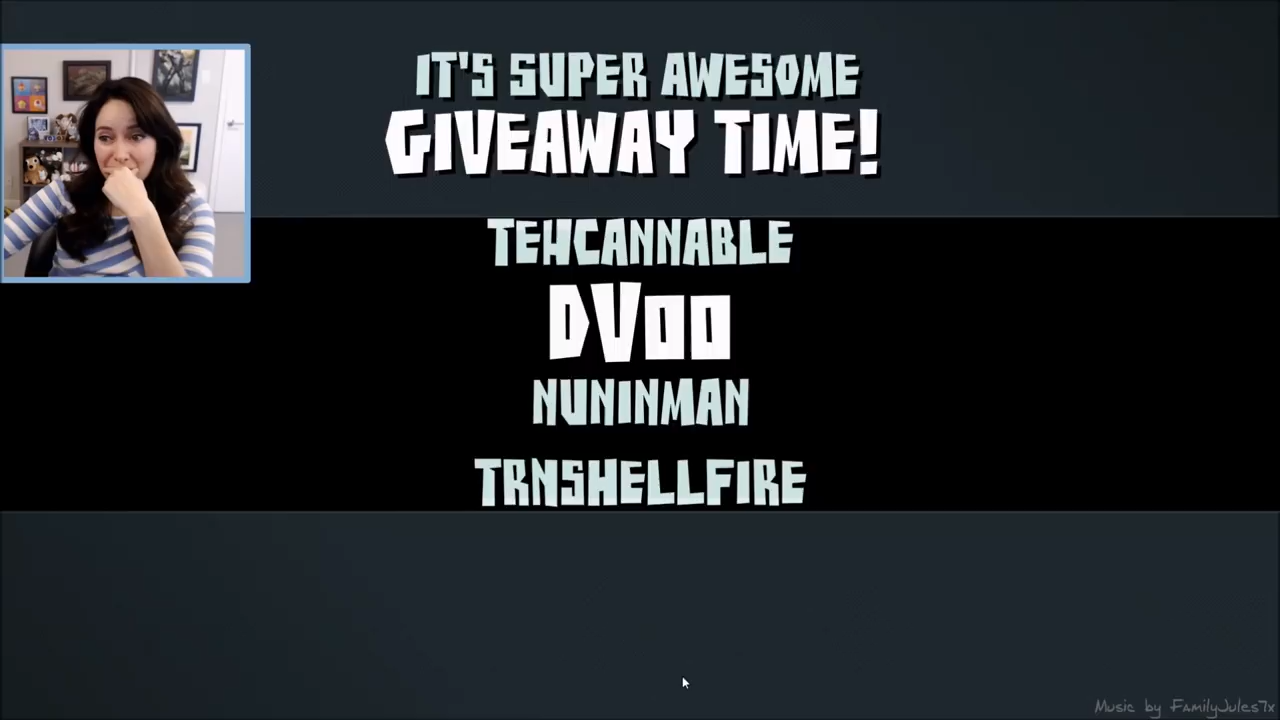 IT'S SUPER AWESOME
GIVEAWAY TIME!
TEHCANNABLE
DVOO
NUNINMAN
TRNSHELLFIRE
Music by FamilyJules7x